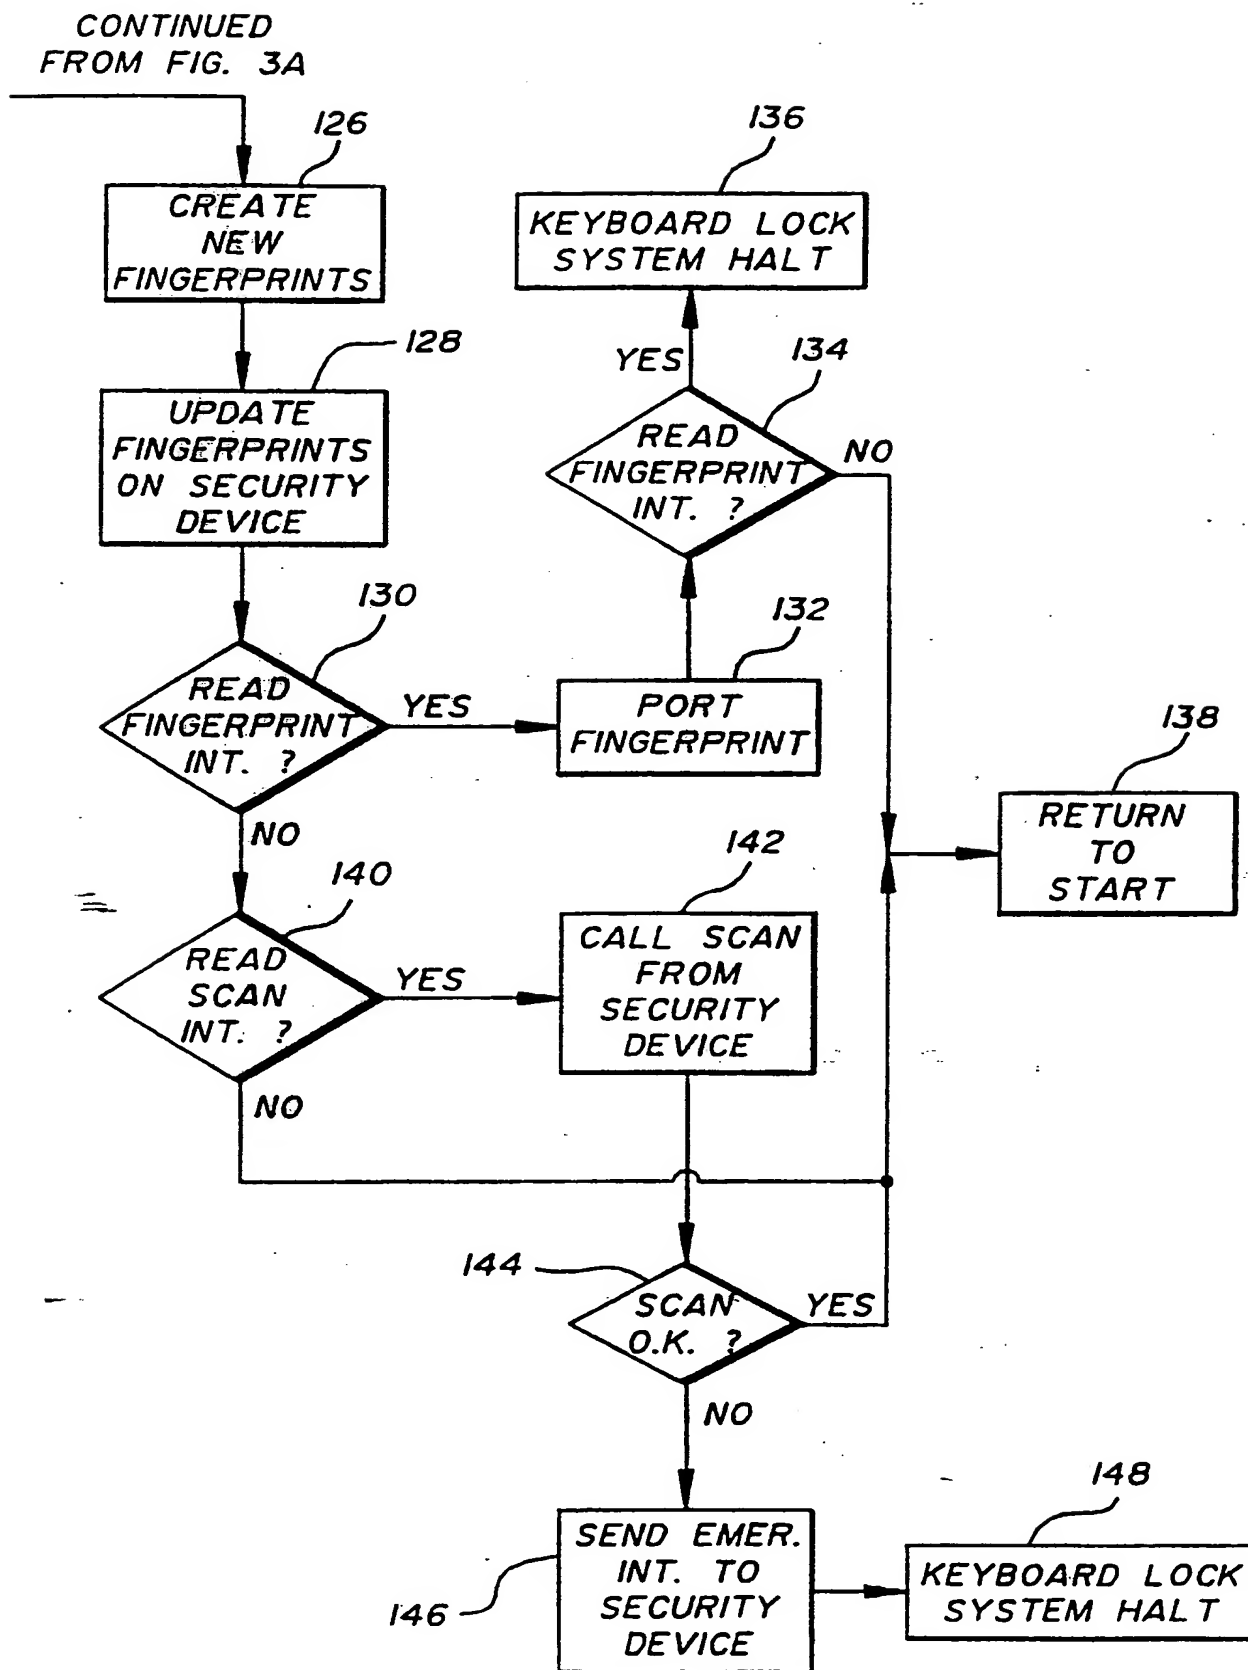 CONTINUED
FROM FIG. 3A
126
CREATE
NEW
FINGERPRINTS
128
UPDATE
FINGERPRINTS
ON SECURITY
DEVICE
130
READ
FINGERPRINT
INT. ?
YES
NO
132
PORT
FINGERPRINT
134
READ
FINGERPRINT
INT. ?
YES
NO
136
KEYBOARD LOCK
SYSTEM HALT
138
RETURN
TO
START
140
READ
SCAN
INT. ?
YES
NO
142
CALL SCAN
FROM
SECURITY
DEVICE
144
SCAN
O.K. ?
YES
NO
146
SEND EMER.
INT. TO
SECURITY
DEVICE
148
KEYBOARD LOCK
SYSTEM HALT